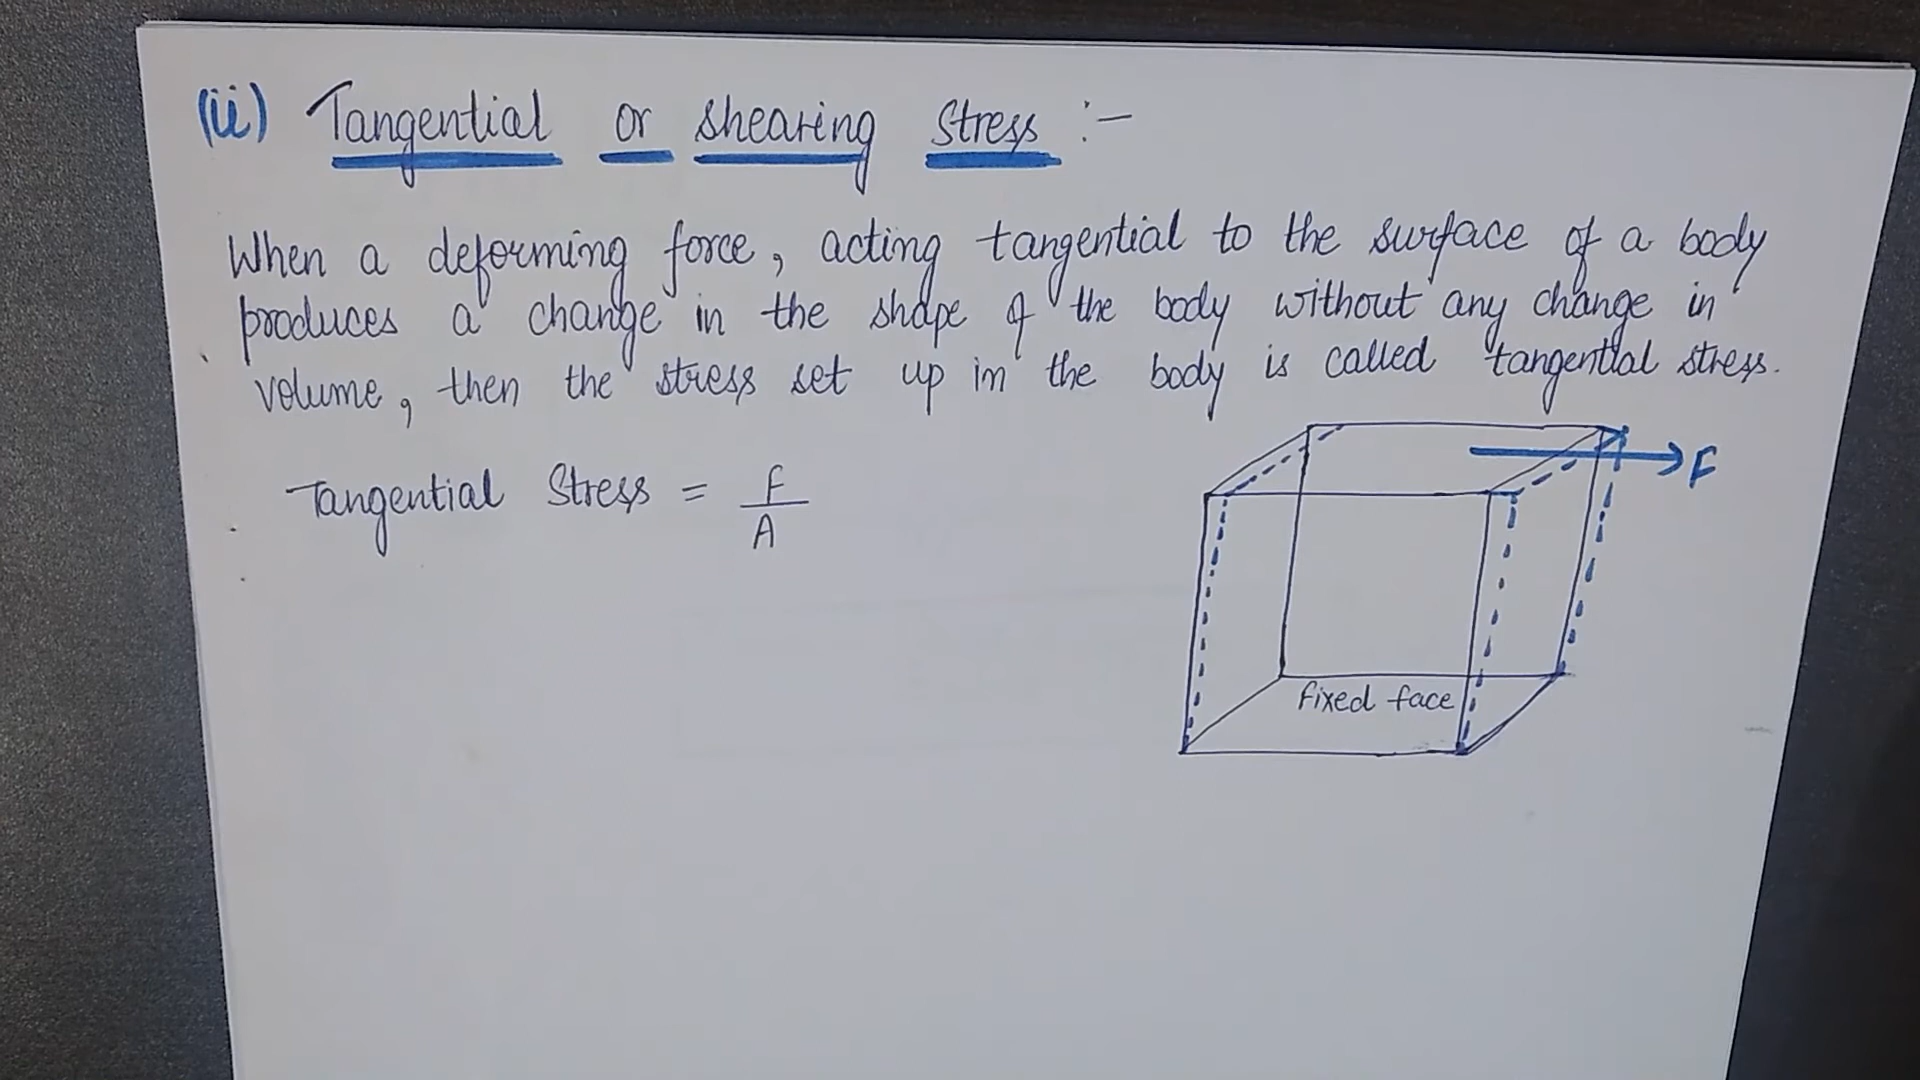 (ii) Tangential or shearing Stress :-
When a deforming force, acting tangential to the surface of a body
produces a change in the shape of the body without any change in
volume, then the stress set up in the body is called tangential stress.
Tangential Stress = F/A
F
fixed face